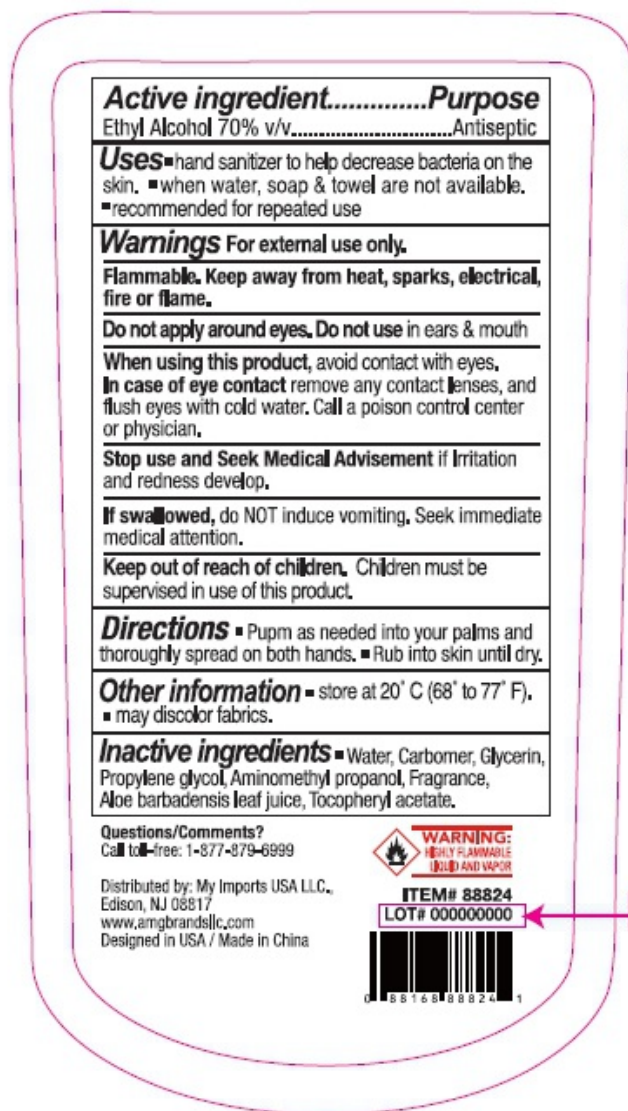 Active ingredient..............Purpose
Ethyl Alcohol 70% v/v................................Antiseptic
Uses ▪ hand sanitizer to help decrease bacteria on the
skin. ▪ when water, soap & towel are not available.
▪ recommended for repeated use
Warnings For external use only.
Flammable. Keep away from heat, sparks, electrical,
fire or flame.
Do not apply around eyes. Do not use in ears & mouth
When using this product, avoid contact with eyes.
In case of eye contact remove any contact lenses, and
flush eyes with cold water. Call a poison control center
or physician.
Stop use and Seek Medical Advisement if Irritation
and redness develop.
If swallowed, do NOT induce vomiting. Seek immediate
medical attention.
Keep out of reach of children. Children must be
supervised in use of this product.
Directions ▪ Pupm as needed into your palms and
thoroughly spread on both hands. ▪ Rub into skin until dry.
Other information ▪ store at 20° C (68° to 77° F).
▪ may discolor fabrics.
Inactive ingredients ▪ Water, Carbomer, Glycerin,
Propylene glycol, Aminomethyl propanol, Fragrance,
Aloe barbadensis leaf juice, Tocopheryl acetate.
Questions/Comments?
Call toll-free: 1-877-879-6999
Distributed by: My Imports USA LLC.,
Edison, NJ 08817
www.amgbrandsllc.com
Designed in USA / Made in China
WARNING:
HIGHLY FLAMMABLE
LIQUID AND VAPOR
ITEM# 88824
LOT# 000000000
0 88168 88824 1